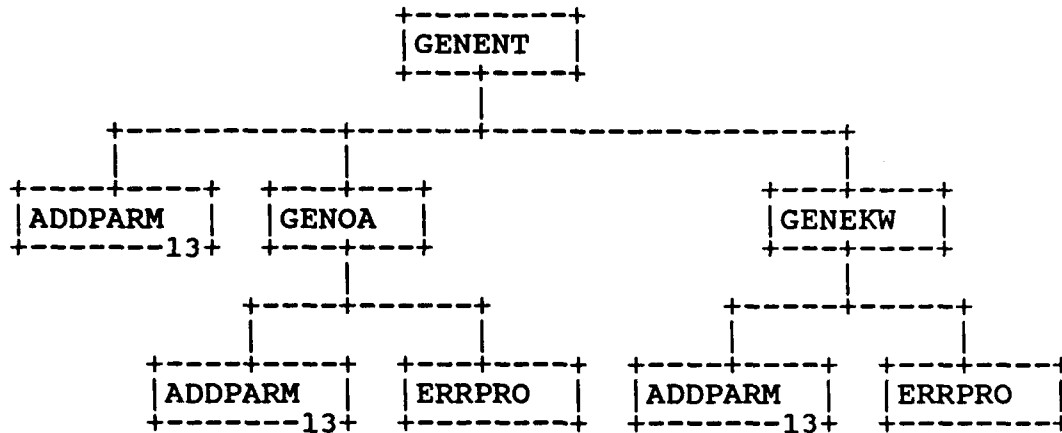 GENENT
ADDPARM GENOA GENEKW
13
ADDPARM ERRPRO ADDPARM ERRPRO
13 13